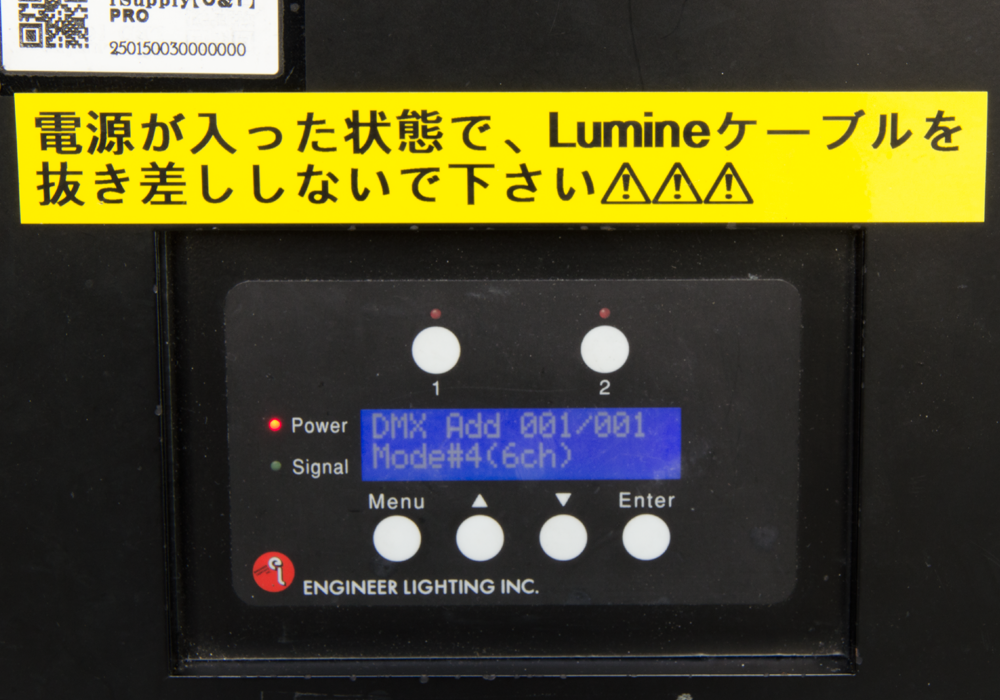 PRO
250150030000000
電源が入った状態で、Lumineケーブルを
抜き差ししないで下さい⚠⚠⚠
1
2
Power
DMX Add 001/001
Signal
Mode#4(6ch)
Menu ▲ ▼ Enter
ENGINEER LIGHTING INC.